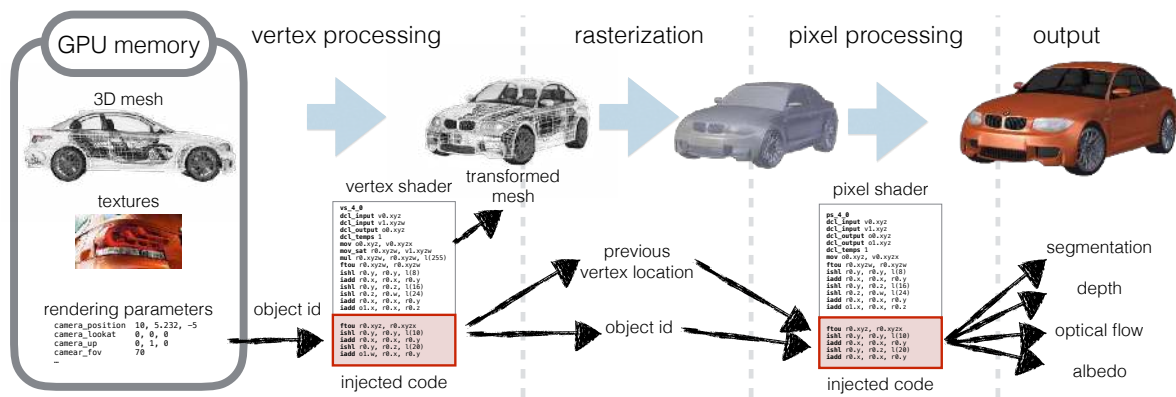 GPU memory
vertex processing
rasterization
pixel processing
output
3D mesh
textures
rendering parameters
camera_position 10, 5.232, −5
camera_lookat 0, 0, 0
camera_up 0, 1, 0
camear_fov 70
…
object id
vertex shader
vs_4_0
dcl_input v0.xyz
dcl_input v1.xyzw
dcl_output o0.xyz
dcl_temps 1
mov o0.xyz, v0.xyzx
mov_sat r0.xyzw, v1.xyzw
mul r0.xyzw, r0.xyzw, l(255)
ftou r0.xyzw, r0.xyzw
ishl r0.y, r0.y, l(8)
iadd r0.x, r0.x, r0.y
ishl r0.y, r0.z, l(16)
ishl r0.z, r0.w, l(24)
iadd r0.x, r0.x, r0.y
iadd o1.x, r0.x, r0.z
ftou r0.xyz, r0.xyzx
ishl r0.y, r0.y, l(10)
iadd r0.x, r0.x, r0.y
ishl r0.y, r0.z, l(20)
iadd o1.w, r0.x, r0.y
injected code
transformed
mesh
previous
vertex location
object id
pixel shader
ps_4_0
dcl_input v0.xyz
dcl_input v1.xyz
dcl_output o0.xyz
dcl_output o1.xyz
dcl_temps 1
mov o0.xyz, v0.xyzx
ftou r0.xyzw, r0.xyzw
ishl r0.y, r0.y, l(8)
iadd r0.x, r0.x, r0.y
ishl r0.y, r0.z, l(16)
ishl r0.z, r0.w, l(24)
iadd r0.x, r0.x, r0.y
iadd o1.x, r0.x, r0.z
ftou r0.xyz, r0.xyzx
ishl r0.y, r0.y, l(10)
iadd r0.x, r0.x, r0.y
ishl r0.y, r0.z, l(20)
iadd r0.x, r0.x, r0.y
injected code
segmentation
depth
optical flow
albedo